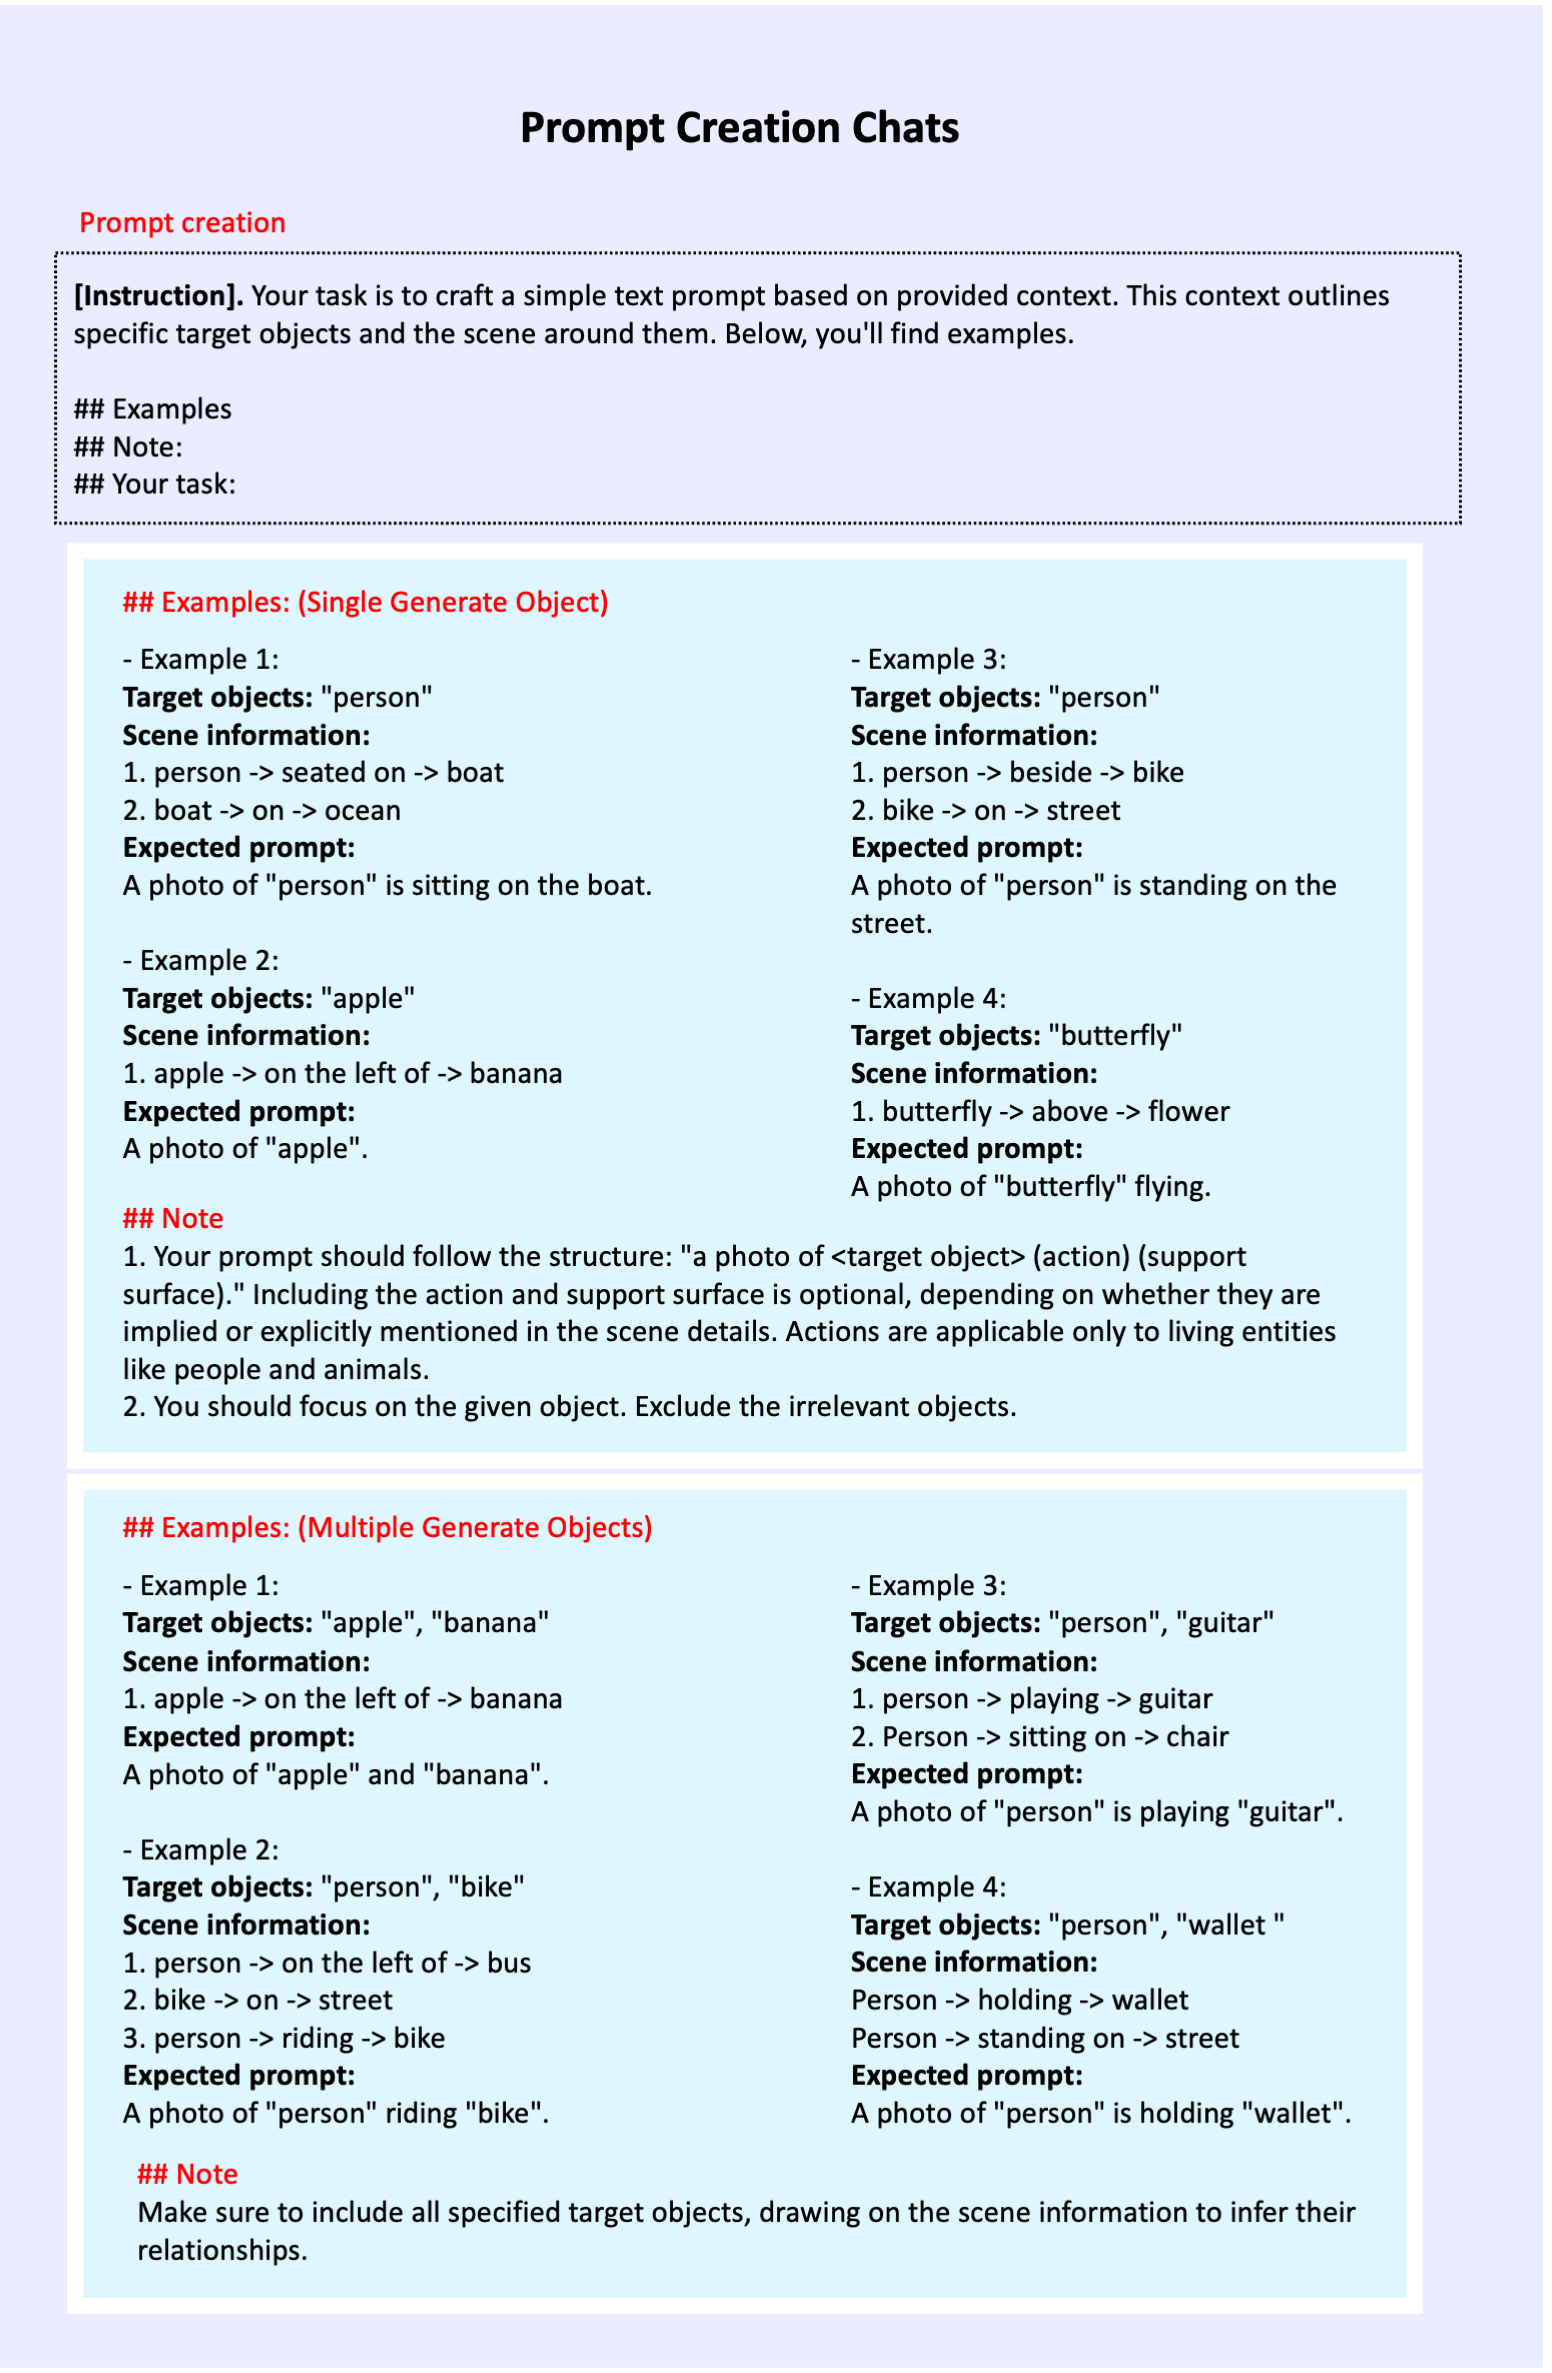 Prompt Creation Chats
Prompt creation
[Instruction]. Your task is to craft a simple text prompt based on provided context. This context outlines
specific target objects and the scene around them. Below, you'll find examples.
## Examples
## Note:
## Your task:
## Examples: (Single Generate Object)
- Example 1:
Target objects: "person"
Scene information:
1. person -> seated on -> boat
2. boat -> on -> ocean
Expected prompt:
A photo of "person" is sitting on the boat.
- Example 2:
Target objects: "apple"
Scene information:
1. apple -> on the left of -> banana
Expected prompt:
A photo of "apple".
- Example 3:
Target objects: "person"
Scene information:
1. person -> beside -> bike
2. bike -> on -> street
Expected prompt:
A photo of "person" is standing on the
street.
- Example 4:
Target objects: "butterfly"
Scene information:
1. butterfly -> above -> flower
Expected prompt:
A photo of "butterfly" flying.
## Note
1. Your prompt should follow the structure: "a photo of <target object> (action) (support
surface)." Including the action and support surface is optional, depending on whether they are
implied or explicitly mentioned in the scene details. Actions are applicable only to living entities
like people and animals.
2. You should focus on the given object. Exclude the irrelevant objects.
## Examples: (Multiple Generate Objects)
- Example 1:
Target objects: "apple", "banana"
Scene information:
1. apple -> on the left of -> banana
Expected prompt:
A photo of "apple" and "banana".
- Example 2:
Target objects: "person", "bike"
Scene information:
1. person -> on the left of -> bus
2. bike -> on -> street
3. person -> riding -> bike
Expected prompt:
A photo of "person" riding "bike".
- Example 3:
Target objects: "person", "guitar"
Scene information:
1. person -> playing -> guitar
2. Person -> sitting on -> chair
Expected prompt:
A photo of "person" is playing "guitar".
- Example 4:
Target objects: "person", "wallet "
Scene information:
Person -> holding -> wallet
Person -> standing on -> street
Expected prompt:
A photo of "person" is holding "wallet".
## Note
Make sure to include all specified target objects, drawing on the scene information to infer their
relationships.